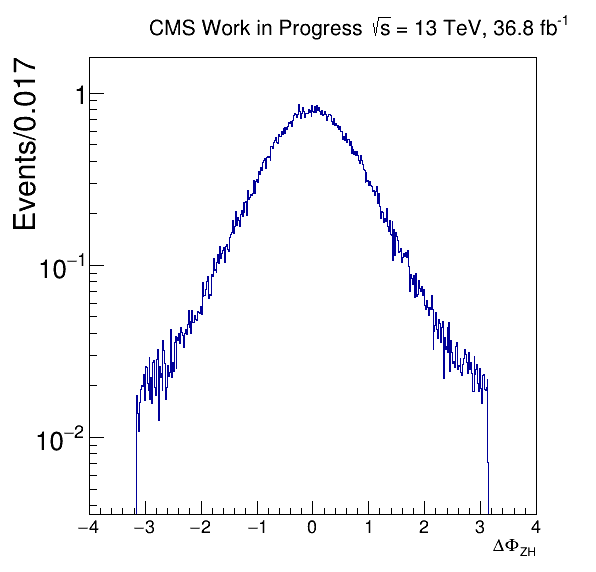 CMS Work in Progress √s = 13 TeV, 36.8 fb⁻¹
Events/0.017
1
10⁻¹
10⁻²
−4 −3 −2 −1 0 1 2 3 4
ΔΦ_ZH